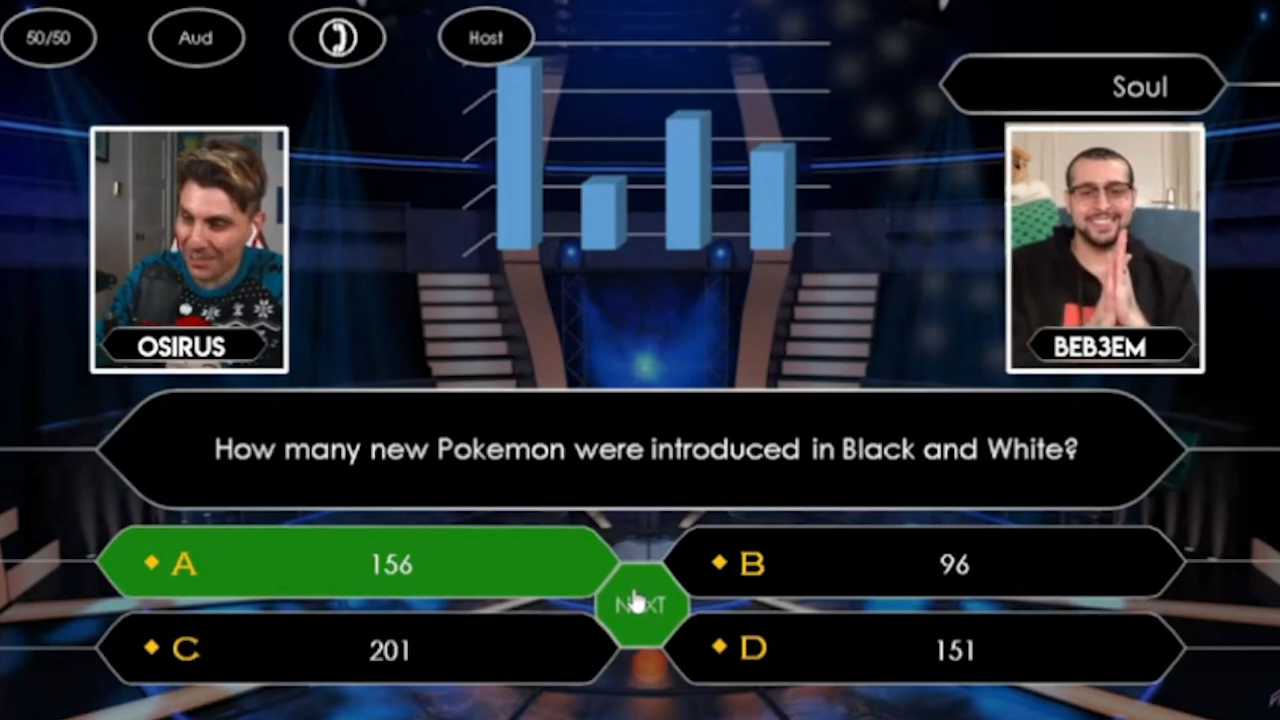 50/50
Aud
Host
Soul
OSIRUS
BEB3EM
How many new Pokemon were introduced in Black and White?
A 156
B 96
NEXT
C 201
D 151